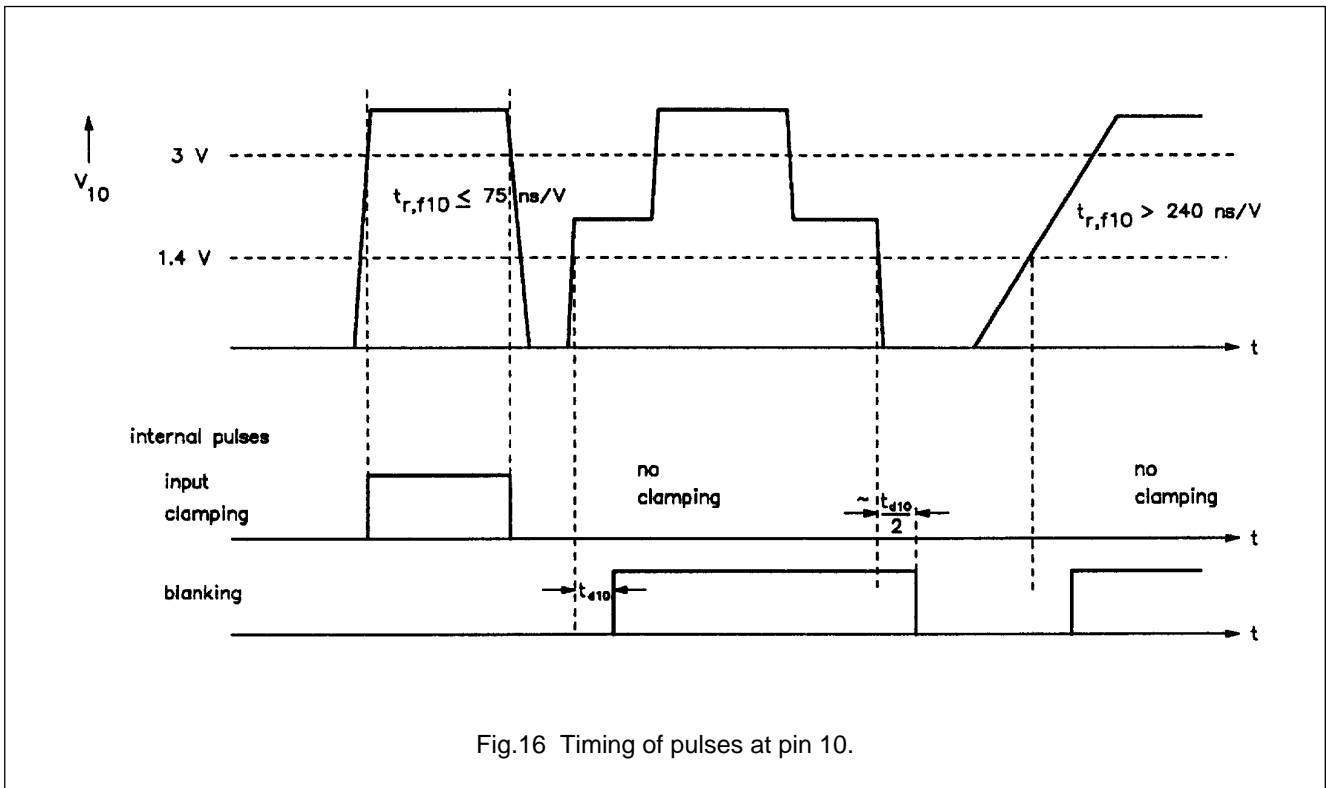 V10
3 V
1.4 V
tr,f10 ≤ 75 ns/V
tr,f10 > 240 ns/V
t
internal pulses
input
clamping
no
clamping
~ td10
2
no
clamping
t
blanking
td10
t
Fig.16 Timing of pulses at pin 10.